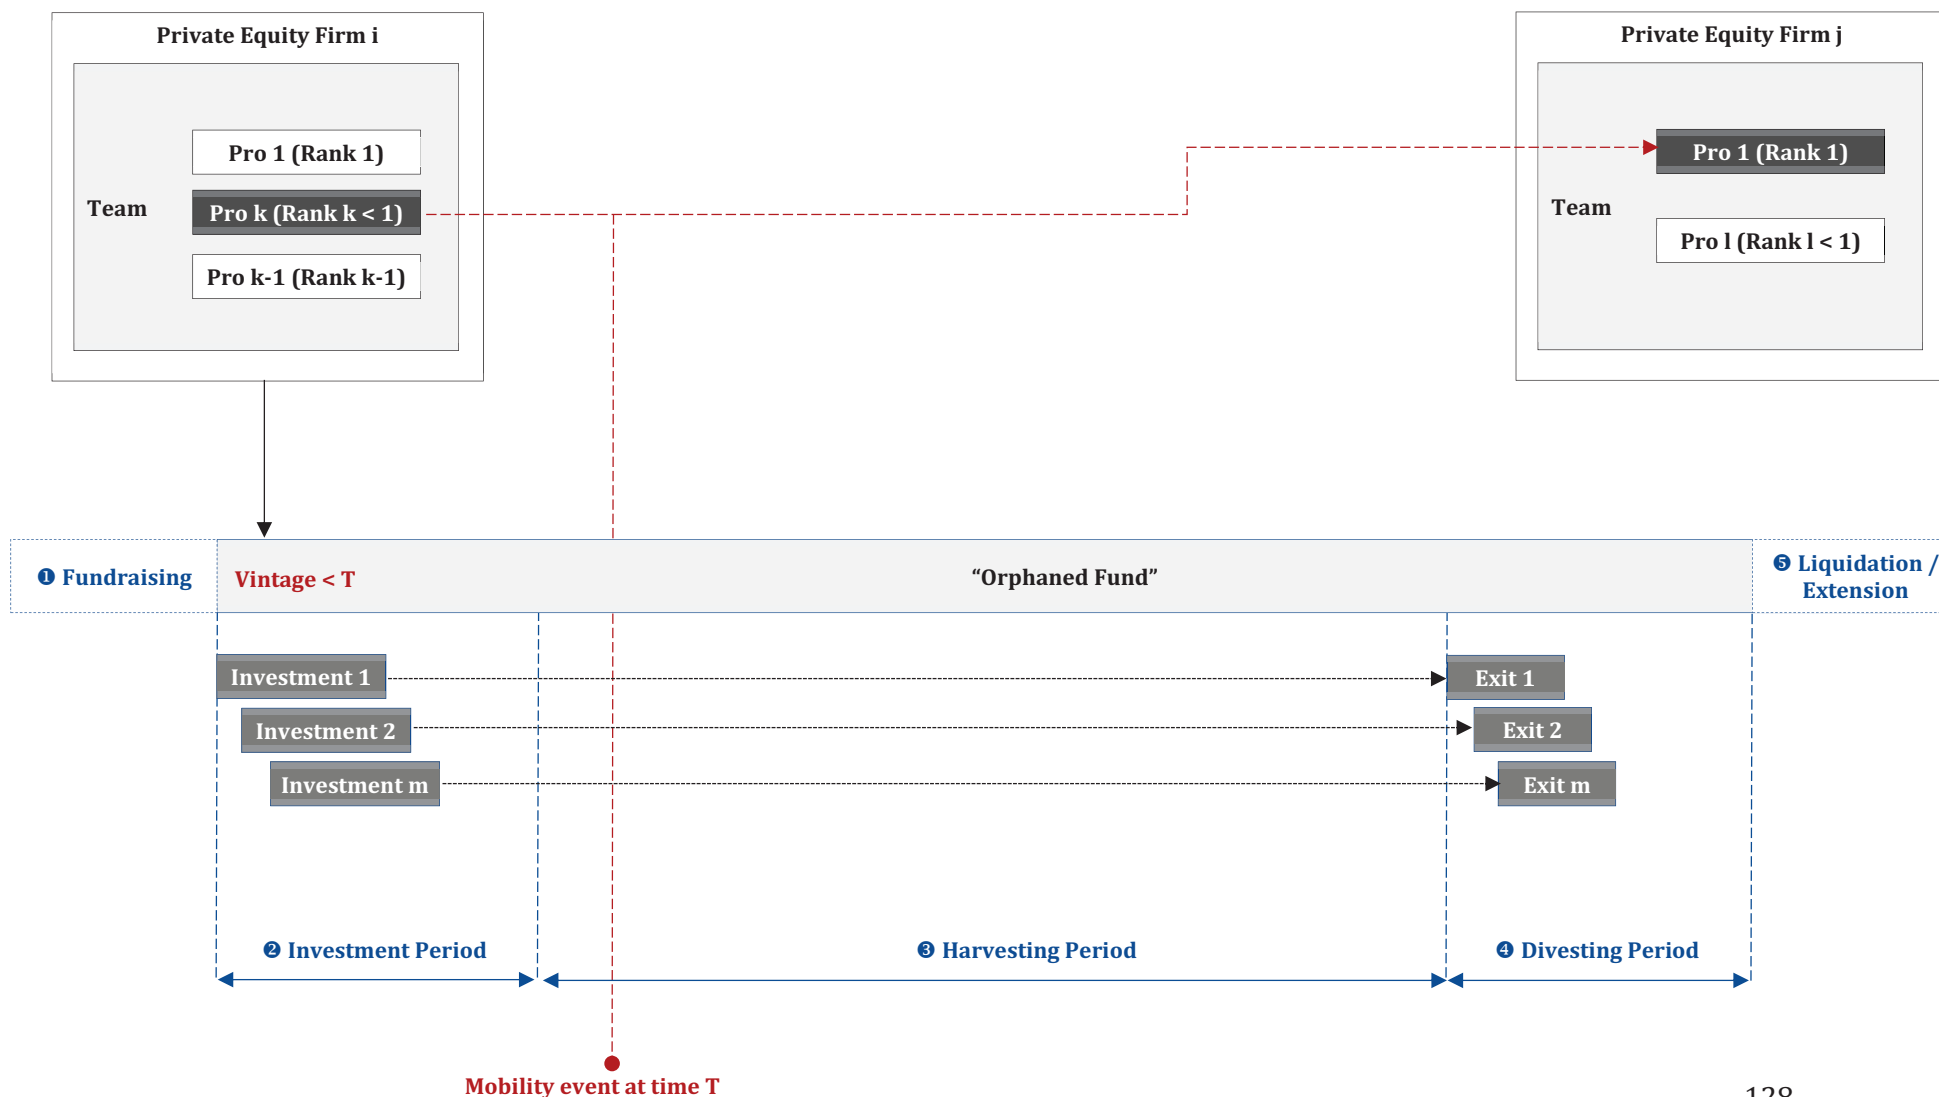 Private Equity Firm i
Pro 1 (Rank 1)
Team
Pro k (Rank k < 1)
Pro k-1 (Rank k-1)
Private Equity Firm j
Pro 1 (Rank 1)
Team
Pro l (Rank l < 1)
❶ Fundraising
Vintage < T
“Orphaned Fund”
❺ Liquidation /
Extension
Investment 1
Exit 1
Investment 2
Exit 2
Investment m
Exit m
❷ Investment Period
❸ Harvesting Period
❹ Divesting Period
Mobility event at time T
128